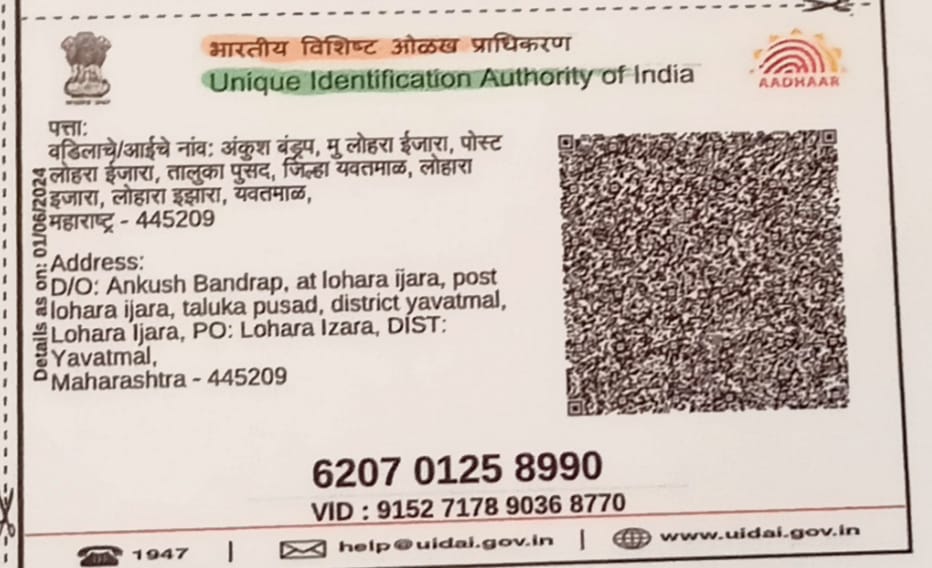 भारतीय विशिष्ट ओळख प्राधिकरण
Unique Identification Authority of India
AADHAAR
पत्ता:
वडिलाचे/आईचे नांव: अंकुश बंड्रप, मु लोहरा ईजारा, पोस्ट
लोहरा ईजारा, तालुका पुसद, जिल्हा यवतमाळ, लोहारा
इजारा, लोहारा इझारा, यवतमाळ,
महाराष्ट्र - 445209
Details as on: 01/06/2024
Address:
D/O: Ankush Bandrap, at lohara ijara, post
lohara ijara, taluka pusad, district yavatmal,
Lohara Ijara, PO: Lohara Izara, DIST:
Yavatmal,
Maharashtra - 445209
6207 0125 8990
VID : 9152 7178 9036 8770
1947 | help@uidai.gov.in | www.uidai.gov.in